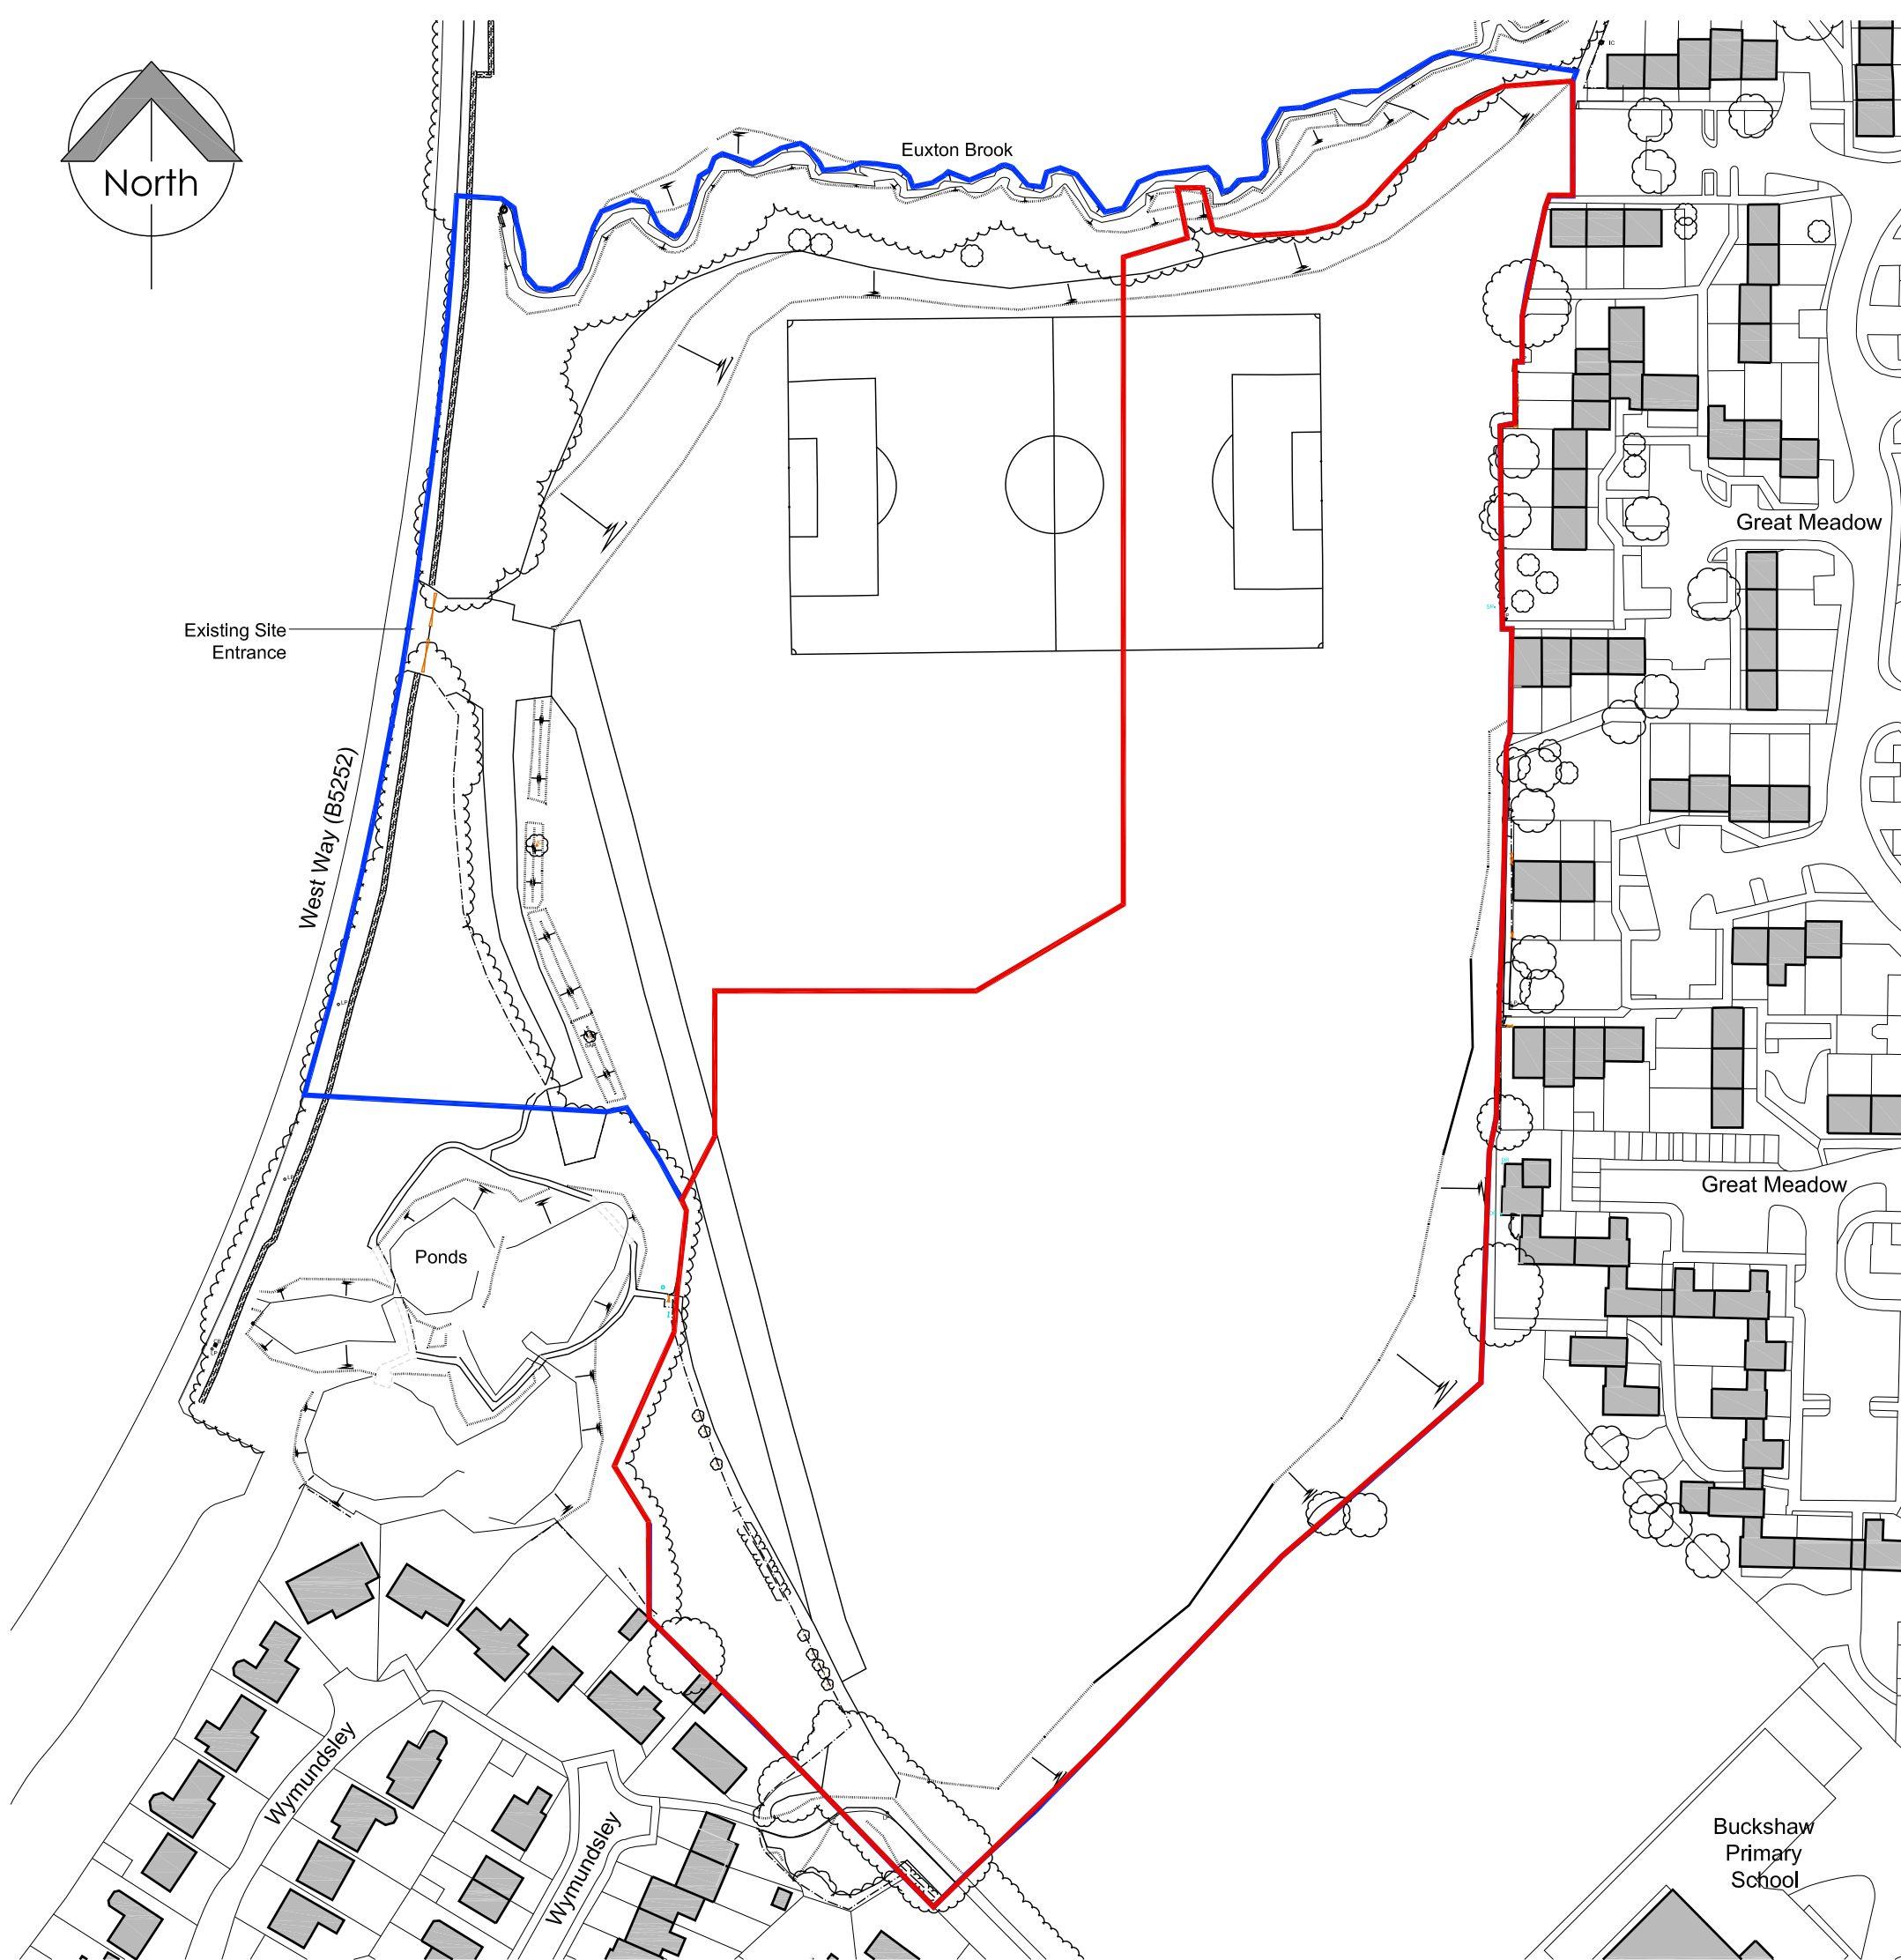 North
Euxton Brook
Great Meadow
Existing Site
Entrance
West Way (B5252)
Great Meadow
Ponds
Wymundsley
Wymundsley
Buckshaw
Primary
School